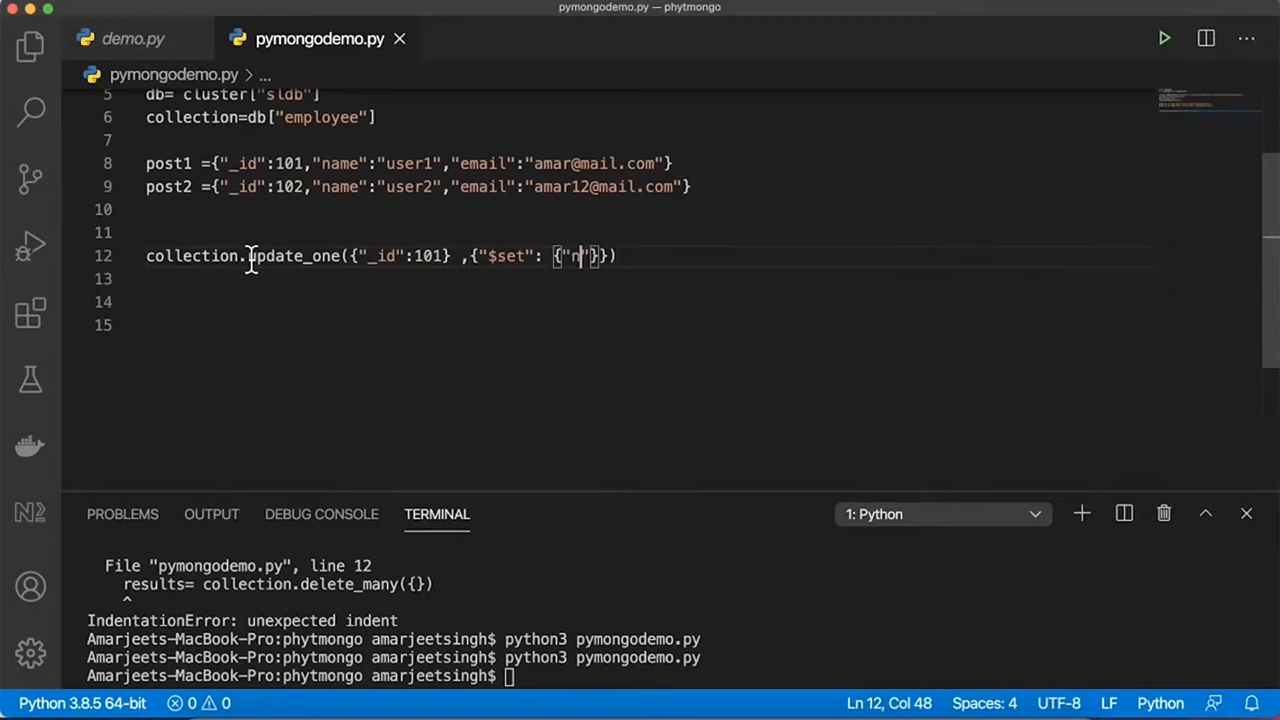 pymongodemo.py — phytmongo
demo.py
pymongodemo.py
pymongodemo.py > ...
5 db= cluster["sldb"]
6 collection=db["employee"]
7
8 post1 ={"_id":101,"name":"user1","email":"amar@mail.com"}
9 post2 ={"_id":102,"name":"user2","email":"amar12@mail.com"}
10
11
12 collection.update_one({"_id":101} ,{"$set": {"n"}})
13
14
15
PROBLEMS OUTPUT DEBUG CONSOLE TERMINAL 1: Python
File "pymongodemo.py", line 12
results= collection.delete_many({})
^
IndentationError: unexpected indent
Amarjeets-MacBook-Pro:phytmongo amarjeetsingh$ python3 pymongodemo.py
Amarjeets-MacBook-Pro:phytmongo amarjeetsingh$ python3 pymongodemo.py
Amarjeets-MacBook-Pro:phytmongo amarjeetsingh$
Python 3.8.5 64-bit 0 0 Ln 12, Col 48 Spaces: 4 UTF-8 LF Python